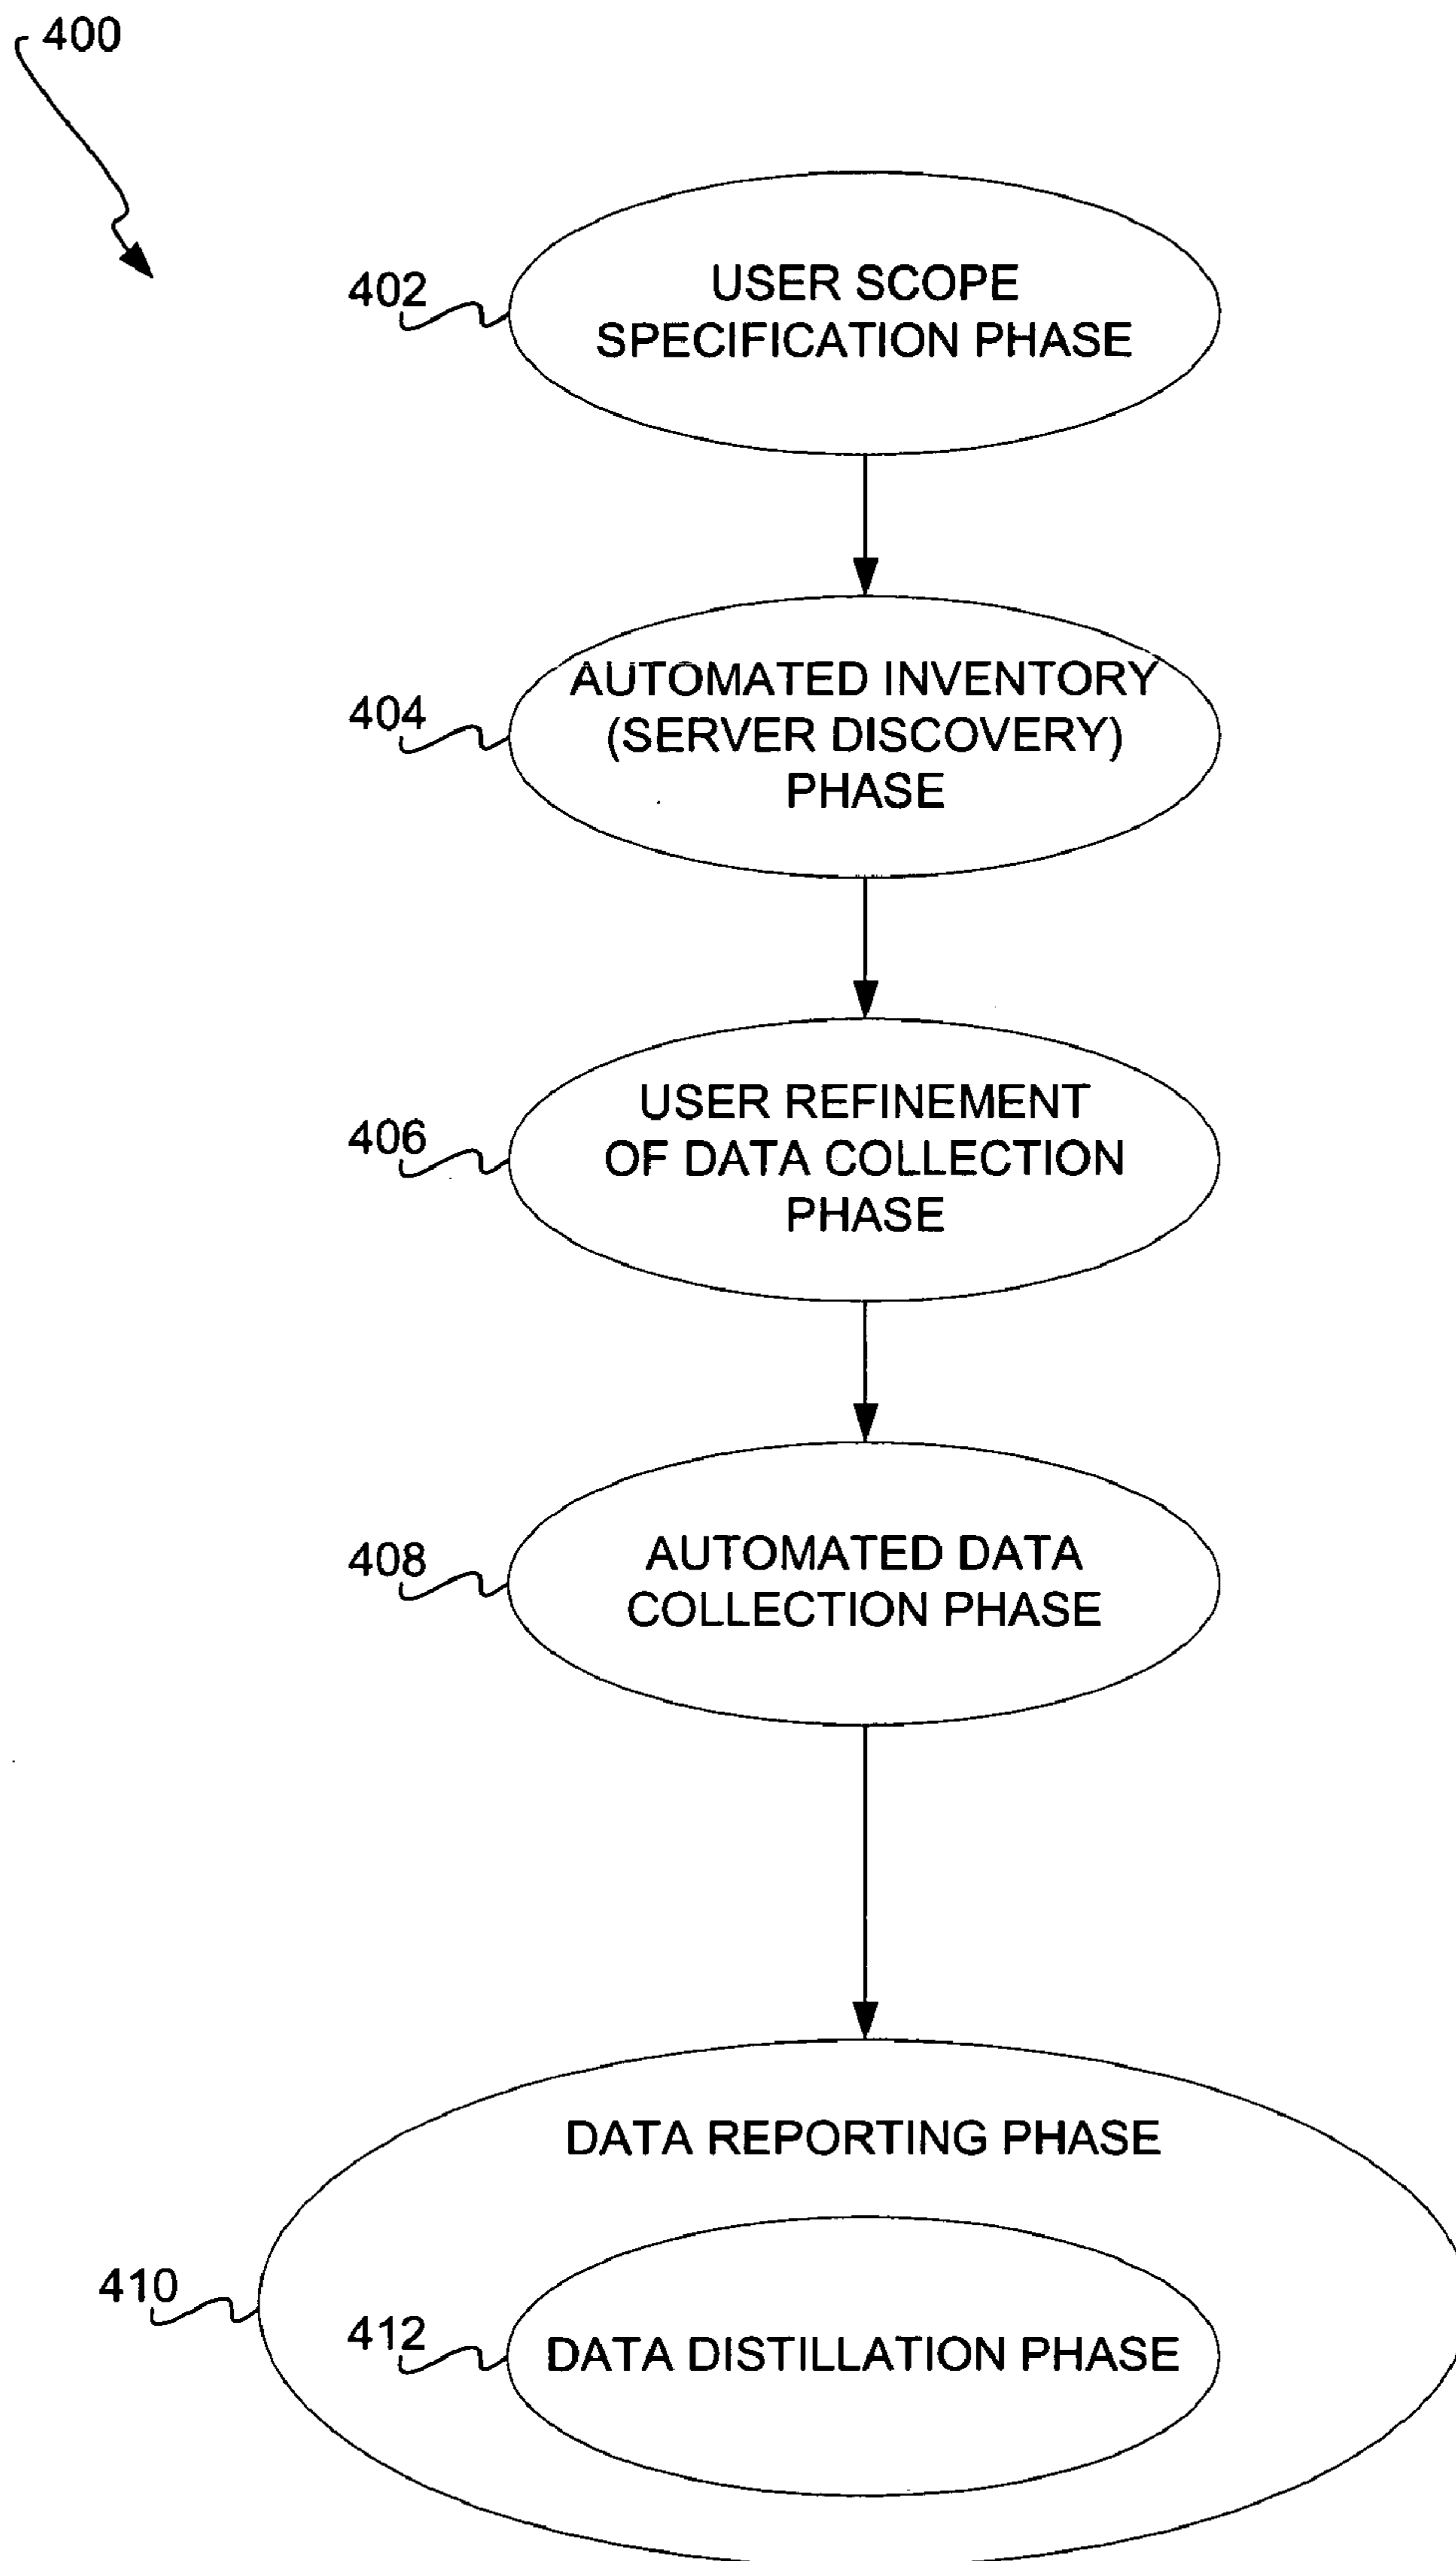 400
402
USER SCOPE
SPECIFICATION PHASE
404
AUTOMATED INVENTORY
(SERVER DISCOVERY)
PHASE
406
USER REFINEMENT
OF DATA COLLECTION
PHASE
408
AUTOMATED DATA
COLLECTION PHASE
DATA REPORTING PHASE
410
412
DATA DISTILLATION PHASE